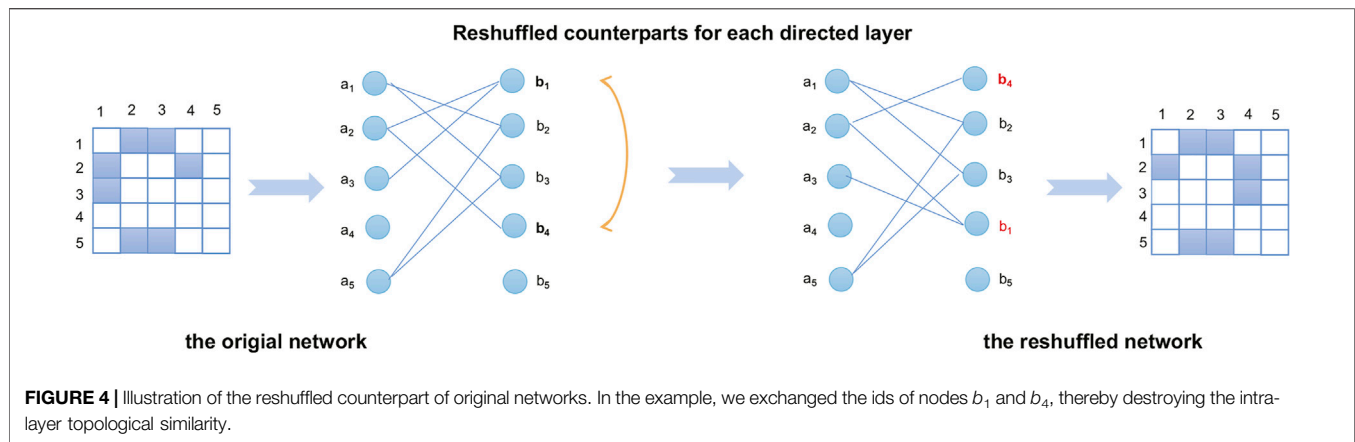 Reshuffled counterparts for each directed layer
1 2 3 4 5
1
2
3
4
5
a1
a2
a3
a4
a5
b1
b2
b3
b4
b5
a1
a2
a3
a4
a5
b4
b2
b3
b1
b5
1 2 3 4 5
1
2
3
4
5
the origial network
the reshuffled network
FIGURE 4 | Illustration of the reshuffled counterpart of original networks. In the example, we exchanged the ids of nodes b1 and b4, thereby destroying the intra-
layer topological similarity.